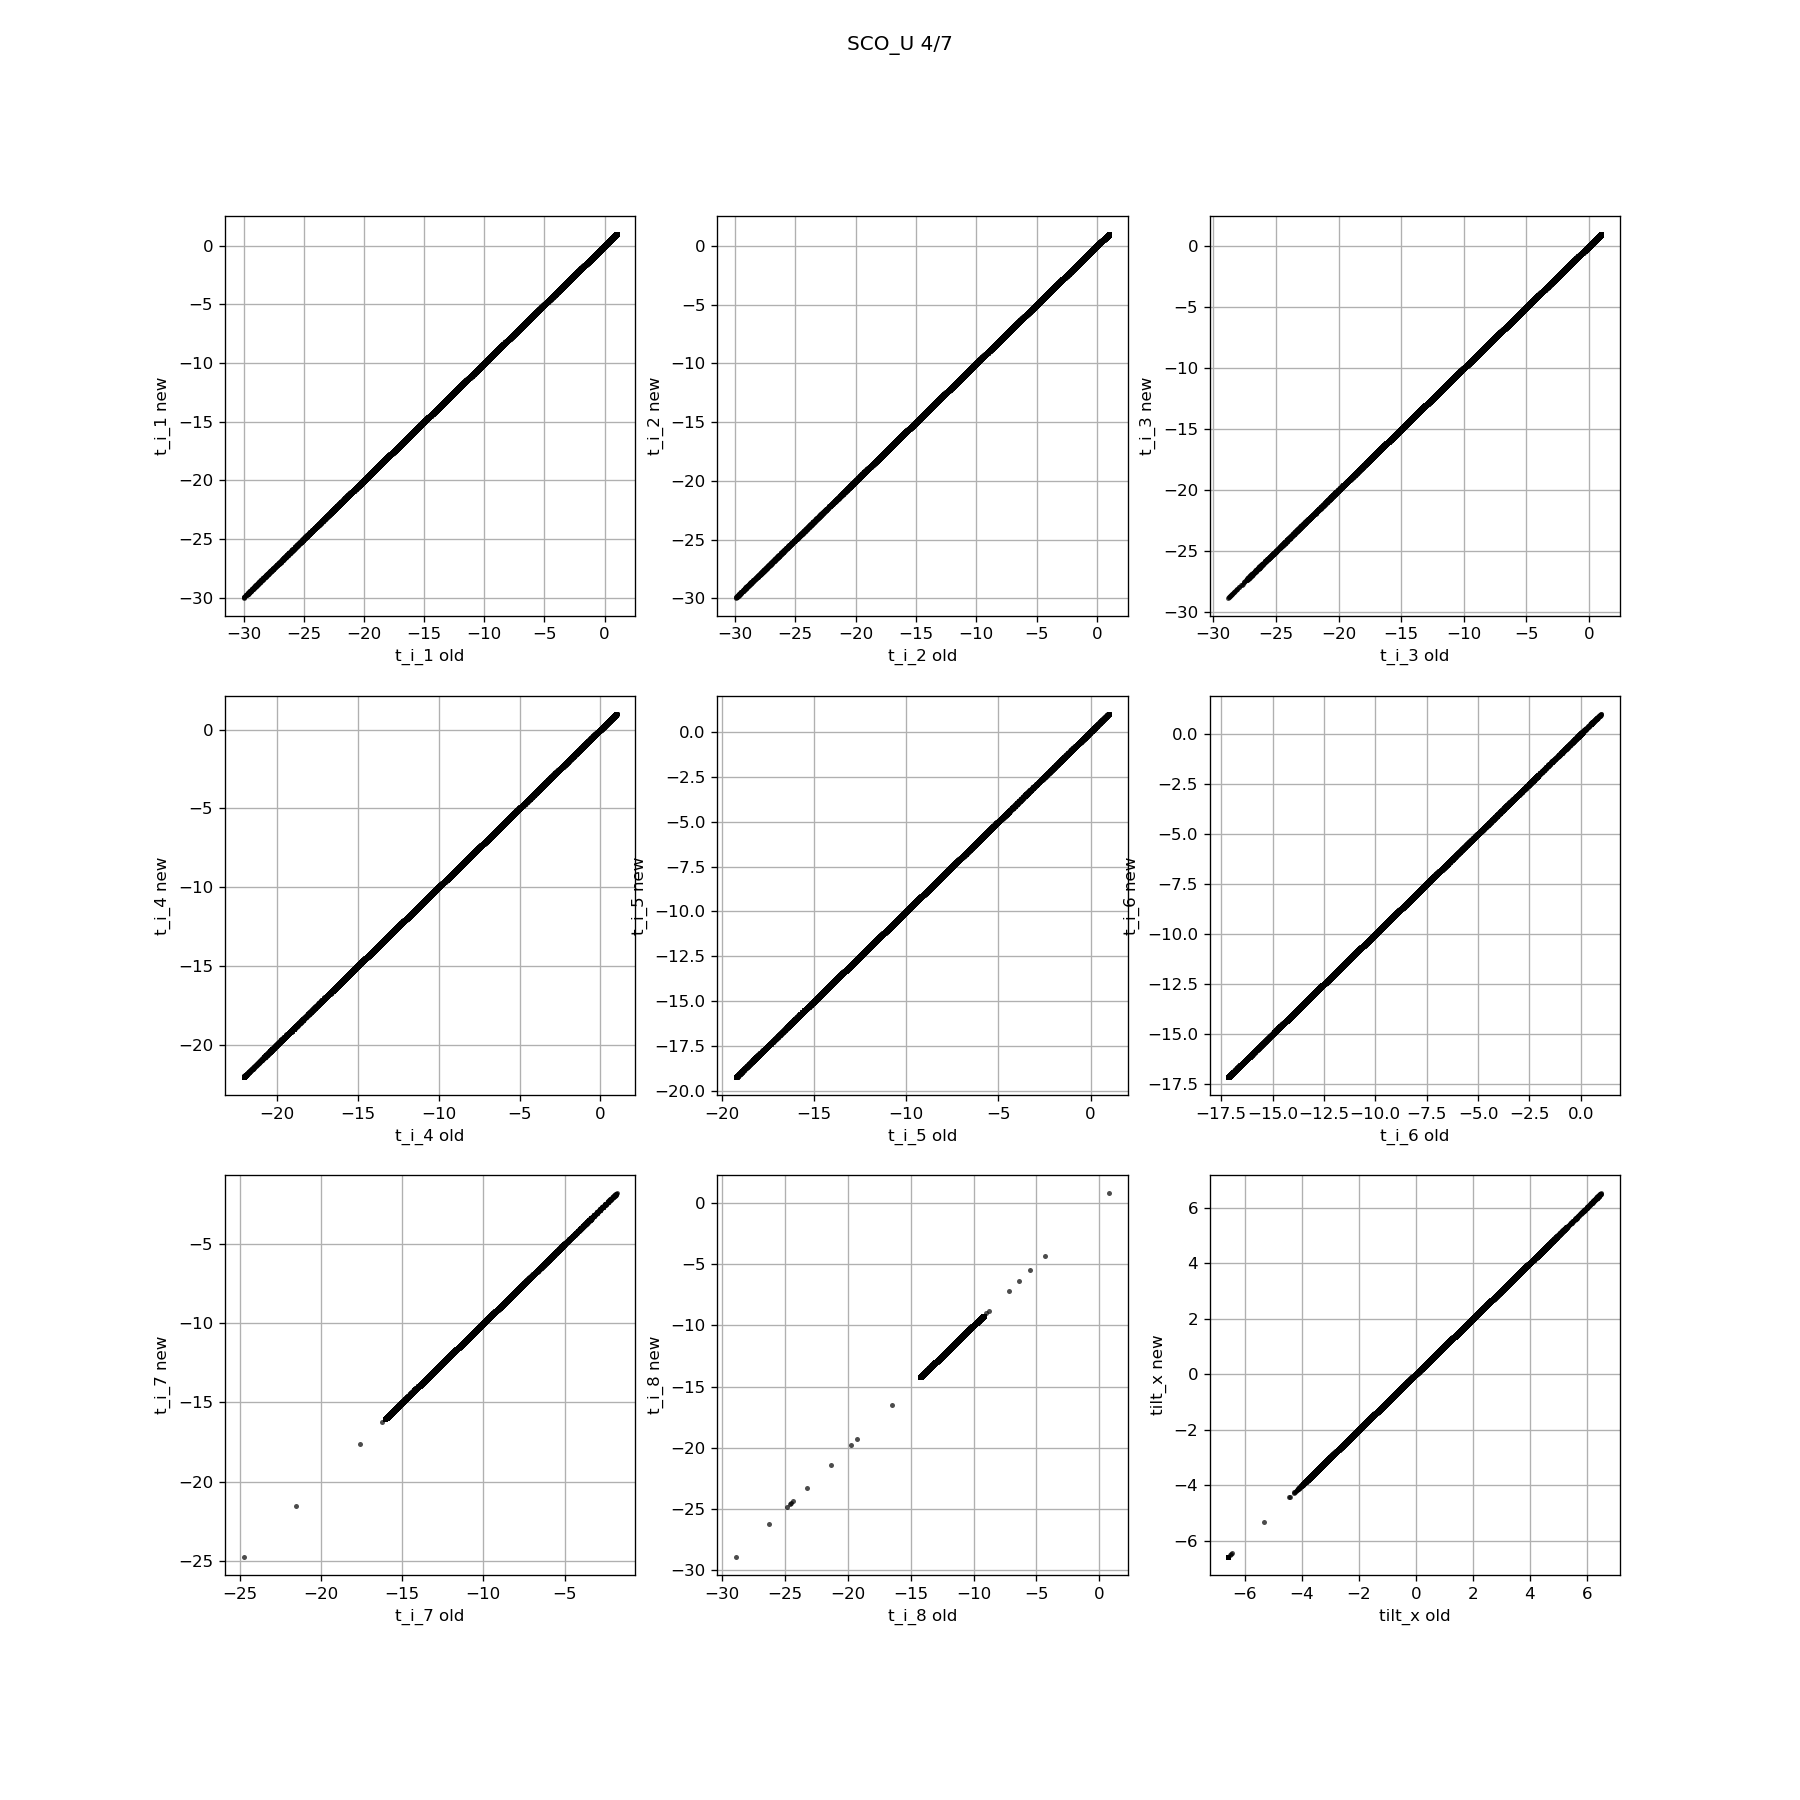 SCO_U 4/7
0
−5
−10
−15
−20
−25
−30
t_i_1 new
−30 −25 −20 −15 −10 −5 0
t_i_1 old
0
−5
−10
−15
−20
−25
−30
t_i_2 new
−30 −25 −20 −15 −10 −5 0
t_i_2 old
0
−5
−10
−15
−20
−25
−30
t_i_3 new
−30 −25 −20 −15 −10 −5 0
t_i_3 old
0
−5
−10
−15
−20
t_i_4 new
−20 −15 −10 −5 0
t_i_4 old
0.0
−2.5
−5.0
−7.5
−10.0
−12.5
−15.0
−17.5
−20.0
t_i_5 new
−20 −15 −10 −5 0
t_i_5 old
0.0
−2.5
−5.0
−7.5
−10.0
−12.5
−15.0
−17.5
t_i_6 new
−17.5 −15.0 −12.5 −10.0 −7.5 −5.0 −2.5 0.0
t_i_6 old
−5
−10
−15
−20
−25
t_i_7 new
−25 −20 −15 −10 −5
t_i_7 old
0
−5
−10
−15
−20
−25
−30
t_i_8 new
−30 −25 −20 −15 −10 −5 0
t_i_8 old
6
4
2
0
−2
−4
−6
tilt_x new
−6 −4 −2 0 2 4 6
tilt_x old